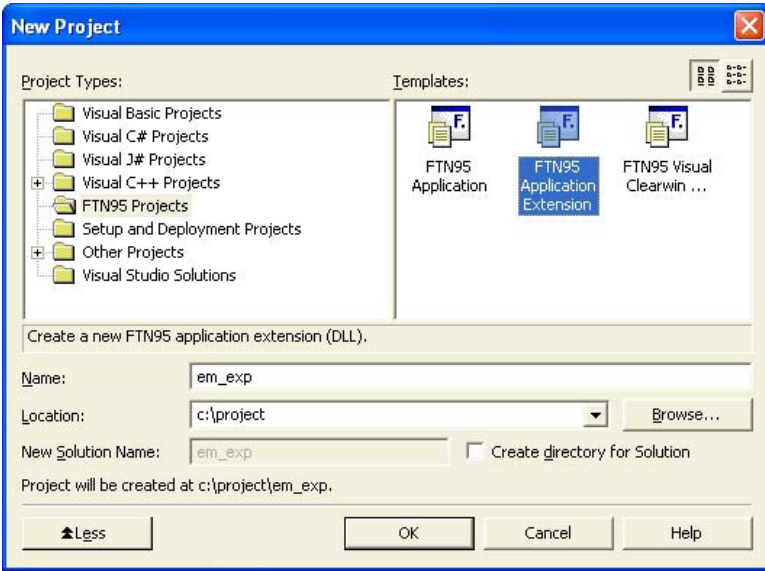 New Project
Project Types:
Templates:
Visual Basic Projects
Visual C# Projects
Visual J# Projects
Visual C++ Projects
FTN95 Projects
Setup and Deployment Projects
Other Projects
Visual Studio Solutions
FTN95
Application
FTN95
Application
Extension
FTN95 Visual
Clearwin ...
Create a new FTN95 application extension (DLL).
Name:
em_exp
Location:
c:\project
Browse...
New Solution Name:
em_exp
Create directory for Solution
Project will be created at c:\project\em_exp.
Less
OK
Cancel
Help